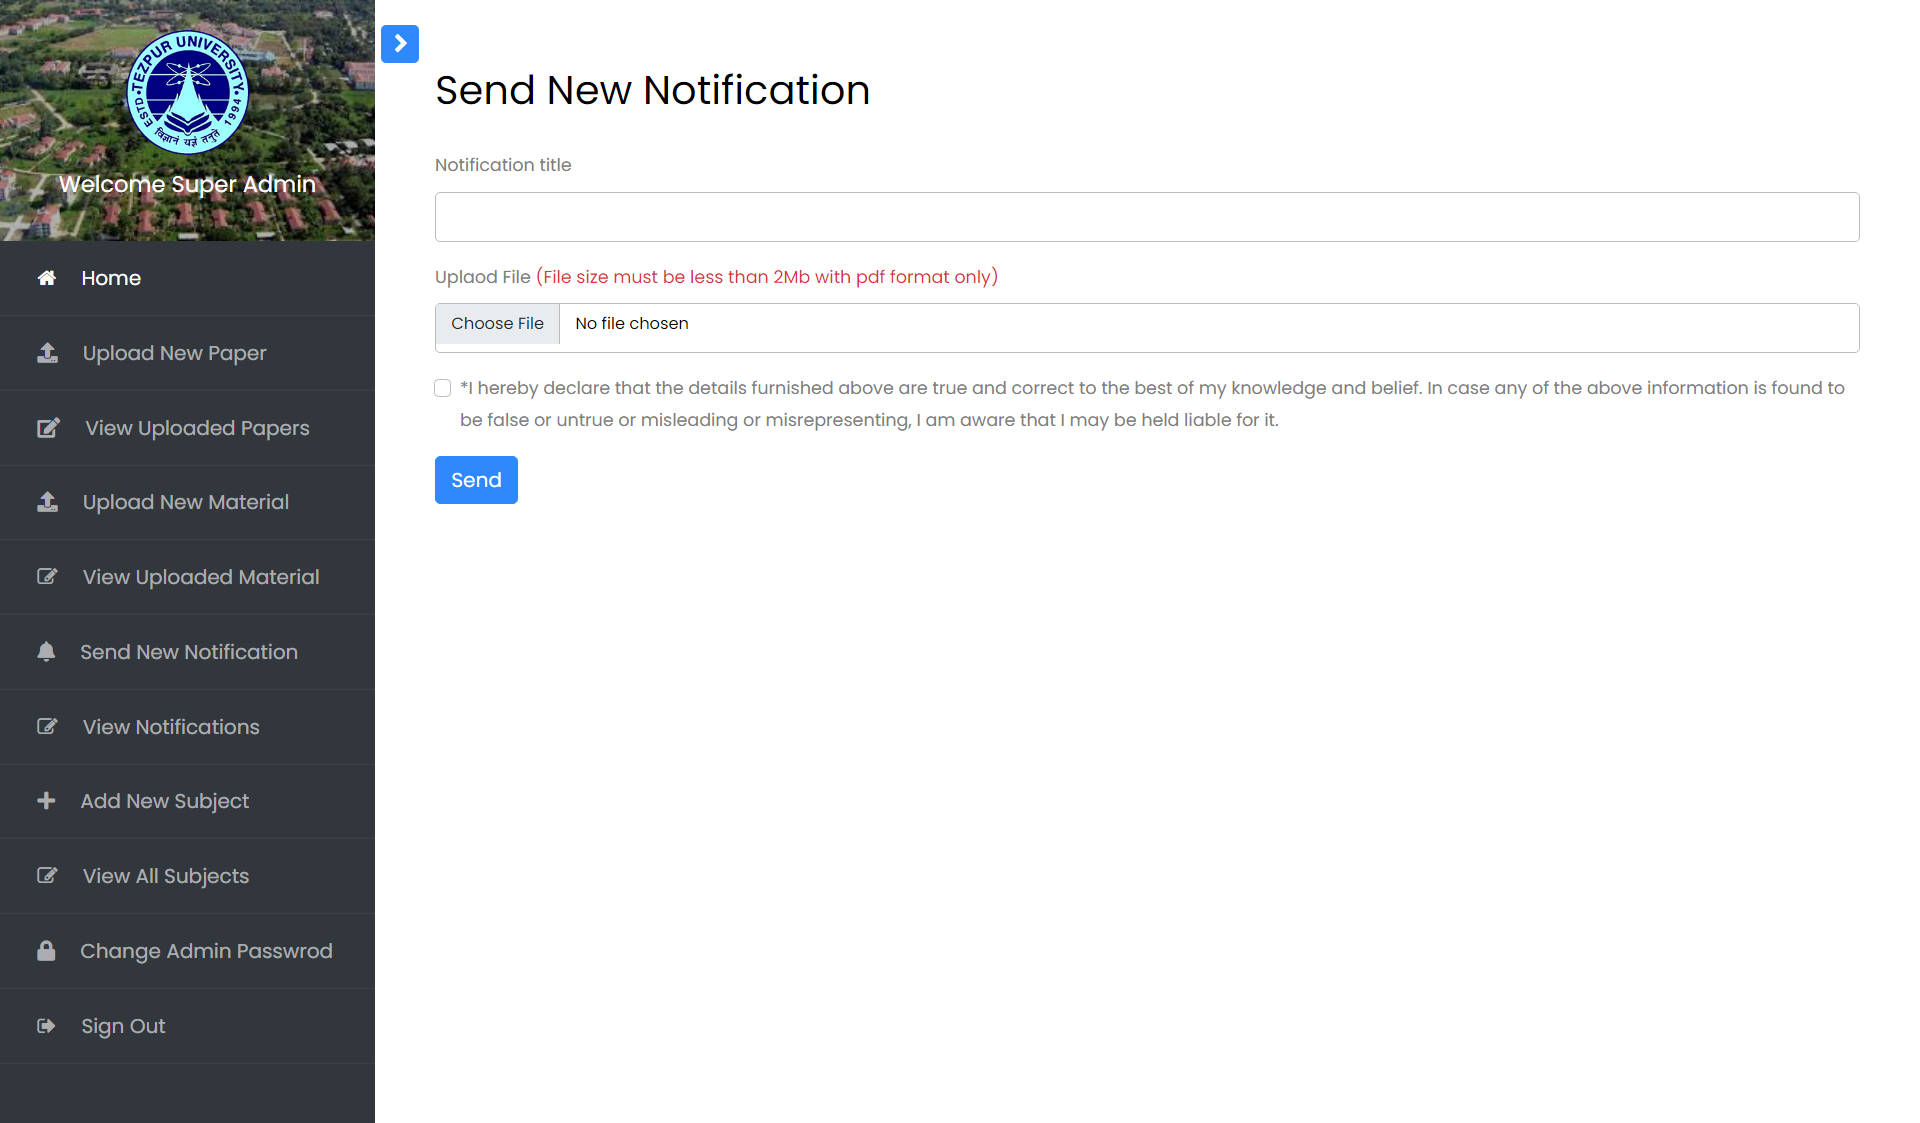 TEZPUR UNIVERSITY
ESTD 1994
विज्ञानं यज्ञं तनुते
Welcome Super Admin
Home
Upload New Paper
View Uploaded Papers
Upload New Material
View Uploaded Material
Send New Notification
View Notifications
Add New Subject
View All Subjects
Change Admin Passwrod
Sign Out
Send New Notification
Notification title
Uplaod File (File size must be less than 2Mb with pdf format only)
Choose File No file chosen
*I hereby declare that the details furnished above are true and correct to the best of my knowledge and belief. In case any of the above information is found to
be false or untrue or misleading or misrepresenting, I am aware that I may be held liable for it.
Send